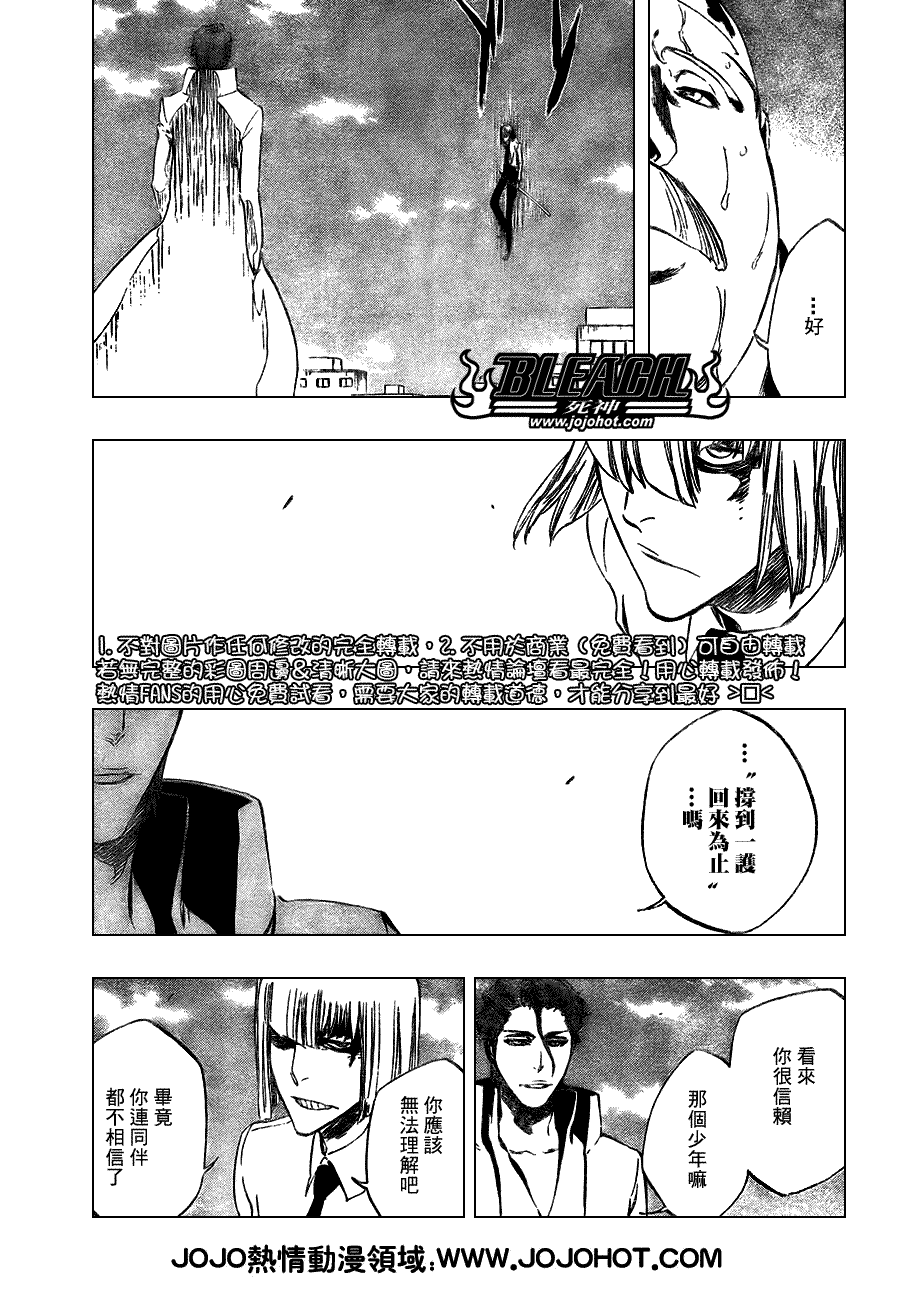 …好
BLEACH
死神
www.jojohot.com
1. 不對圖片作任何修改的完全轉載，2. 不用於商業（免費看到）可自由轉載
若無完整的彩圖周邊&清晰大圖，請來熱情論壇看最完全！用心轉載發佈！
熱情FANS的用心免費試看，需要大家的轉載道德，才能分享到最好 >口<
…〝撐到一護
回來為止〞
…嗎
看來
你很信賴
那個少年嘛
你應該
無法理解吧
畢竟
你連同伴
都不相信了
JOJO熱情動漫領域:WWW.JOJOHOT.COM